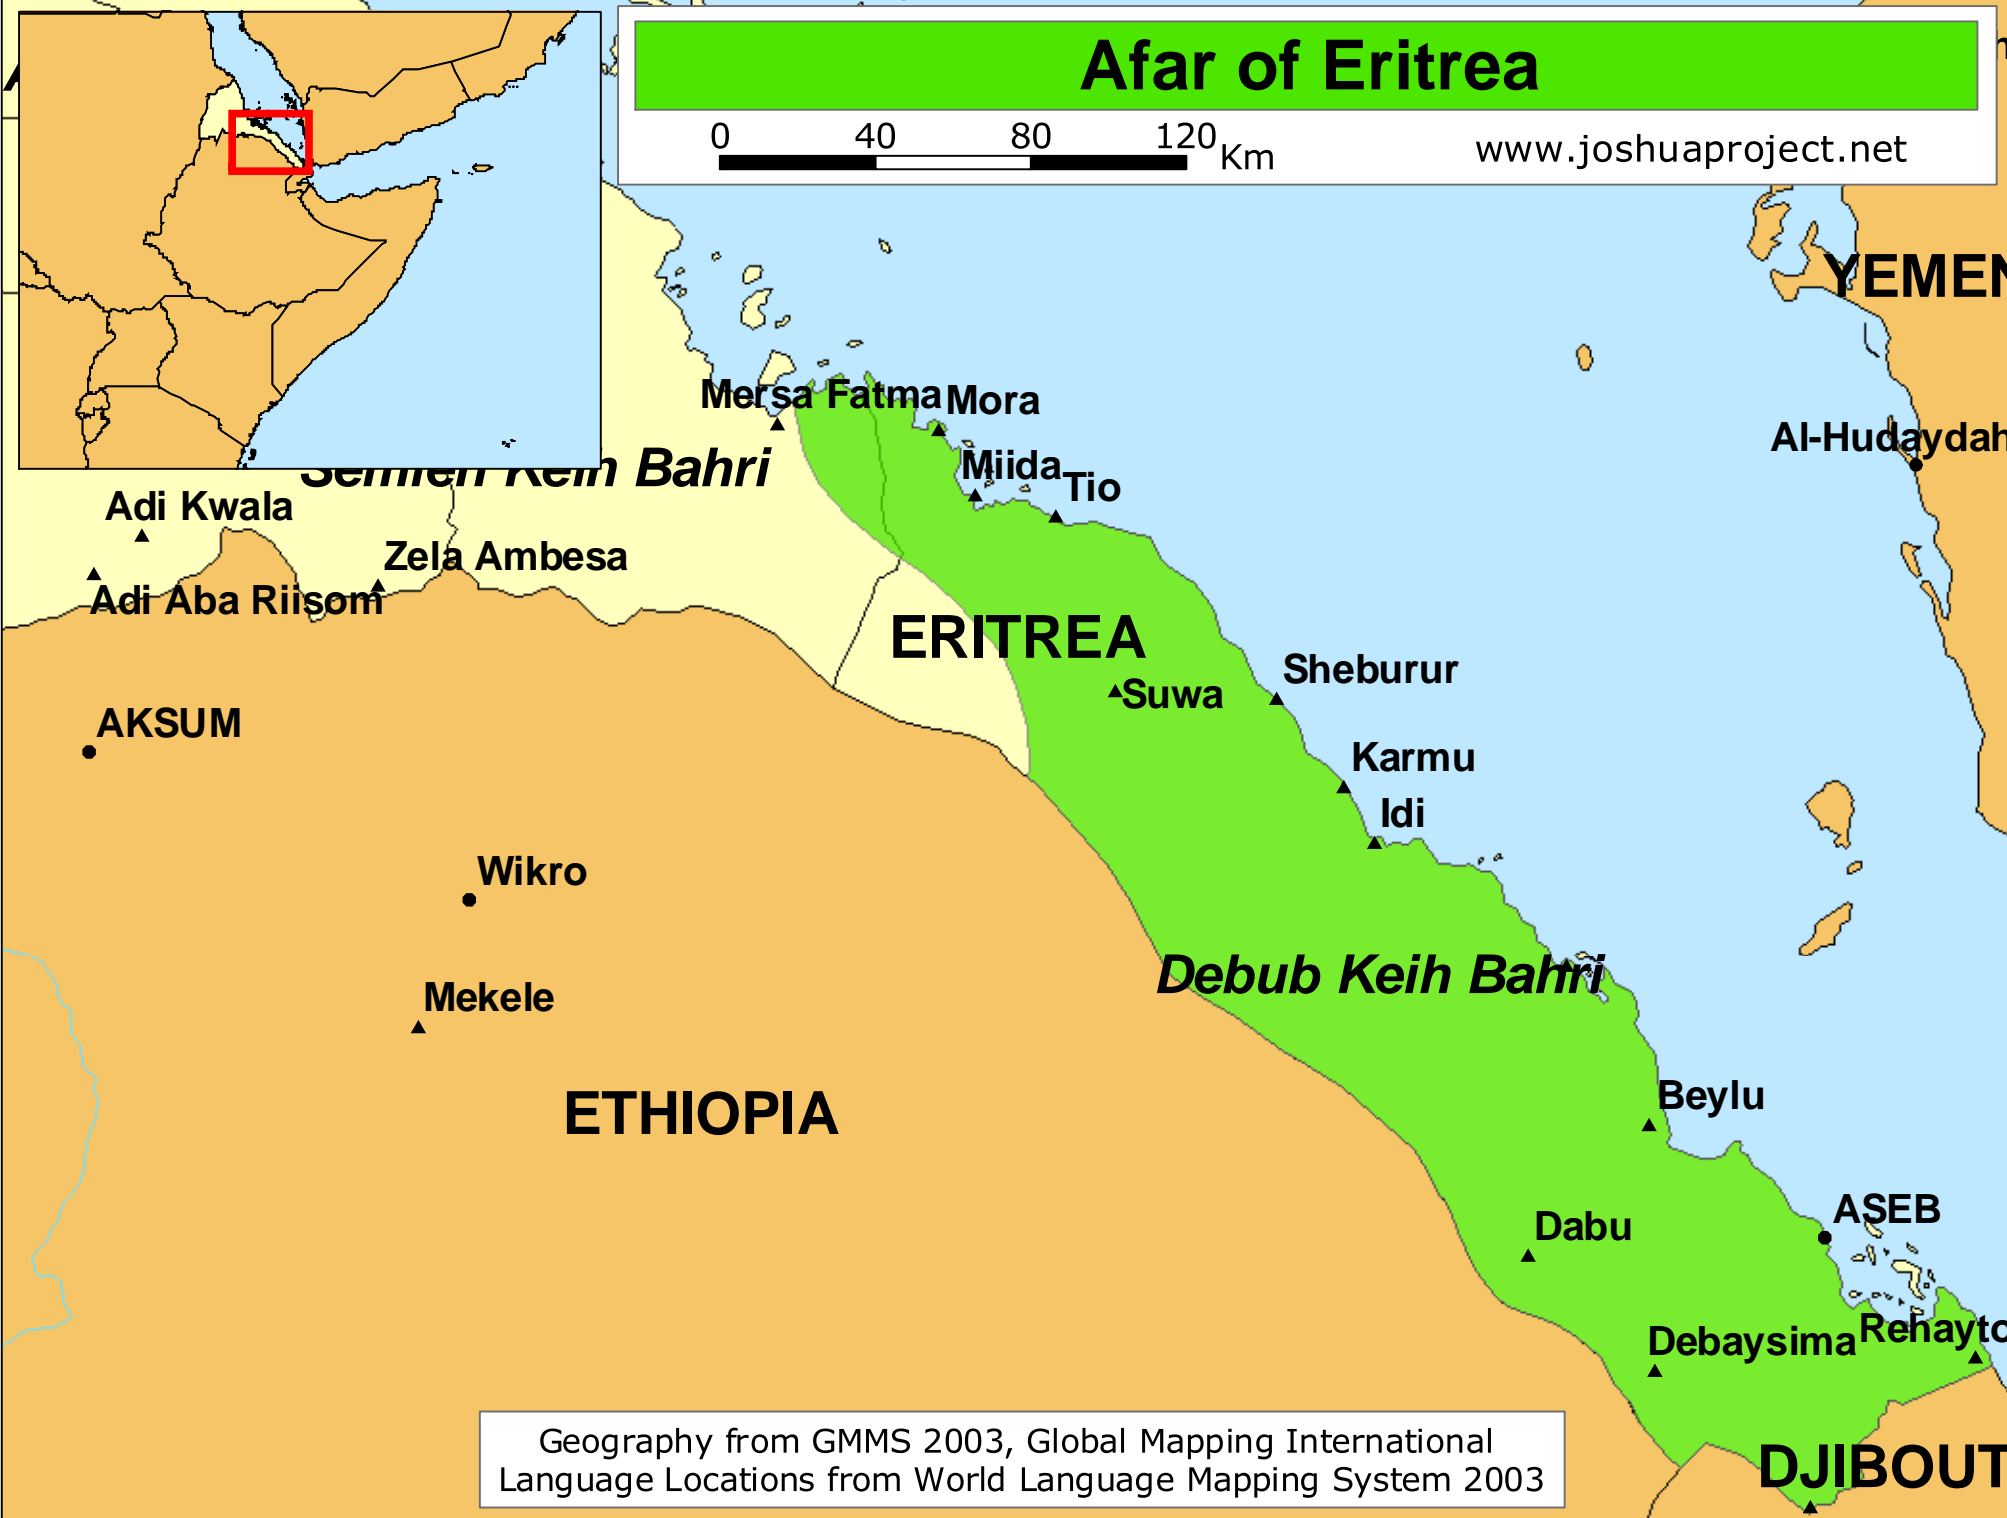 Afar of Eritrea
0 40 80 120 Km
www.joshuaproject.net
YEMEN
Mersa Fatma
Mora
Al-Hudaydah
Semien Keih Bahri
Miida
Tio
Adi Kwala
Zela Ambesa
Adi Aba Riisom
ERITREA
Sheburur
Suwa
AKSUM
Karmu
Idi
Wikro
Debub Keih Bahri
Mekele
Beylu
ETHIOPIA
ASEB
Dabu
Rehayto
Debaysima
DJIBOUT
Geography from GMMS 2003, Global Mapping International
Language Locations from World Language Mapping System 2003